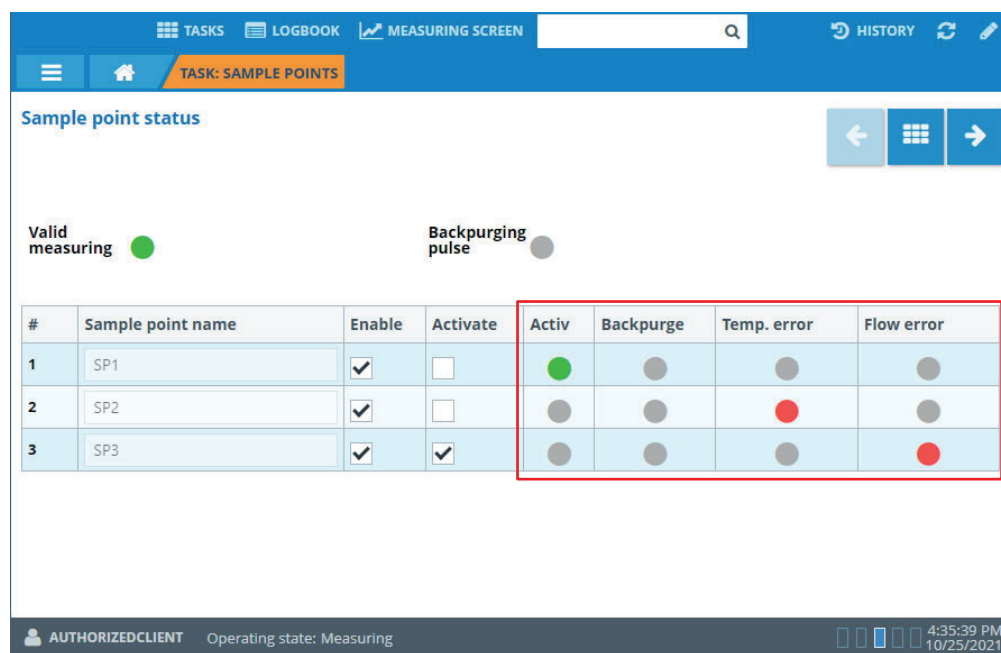 TASKS LOGBOOK MEASURING SCREEN HISTORY
TASK: SAMPLE POINTS
Sample point status
Valid
measuring
Backpurging
pulse
# Sample point name Enable Activate Activ Backpurge Temp. error Flow error
1 SP1
2 SP2
3 SP3
AUTHORIZEDCLIENT Operating state: Measuring 4:35:39 PM
10/25/2021